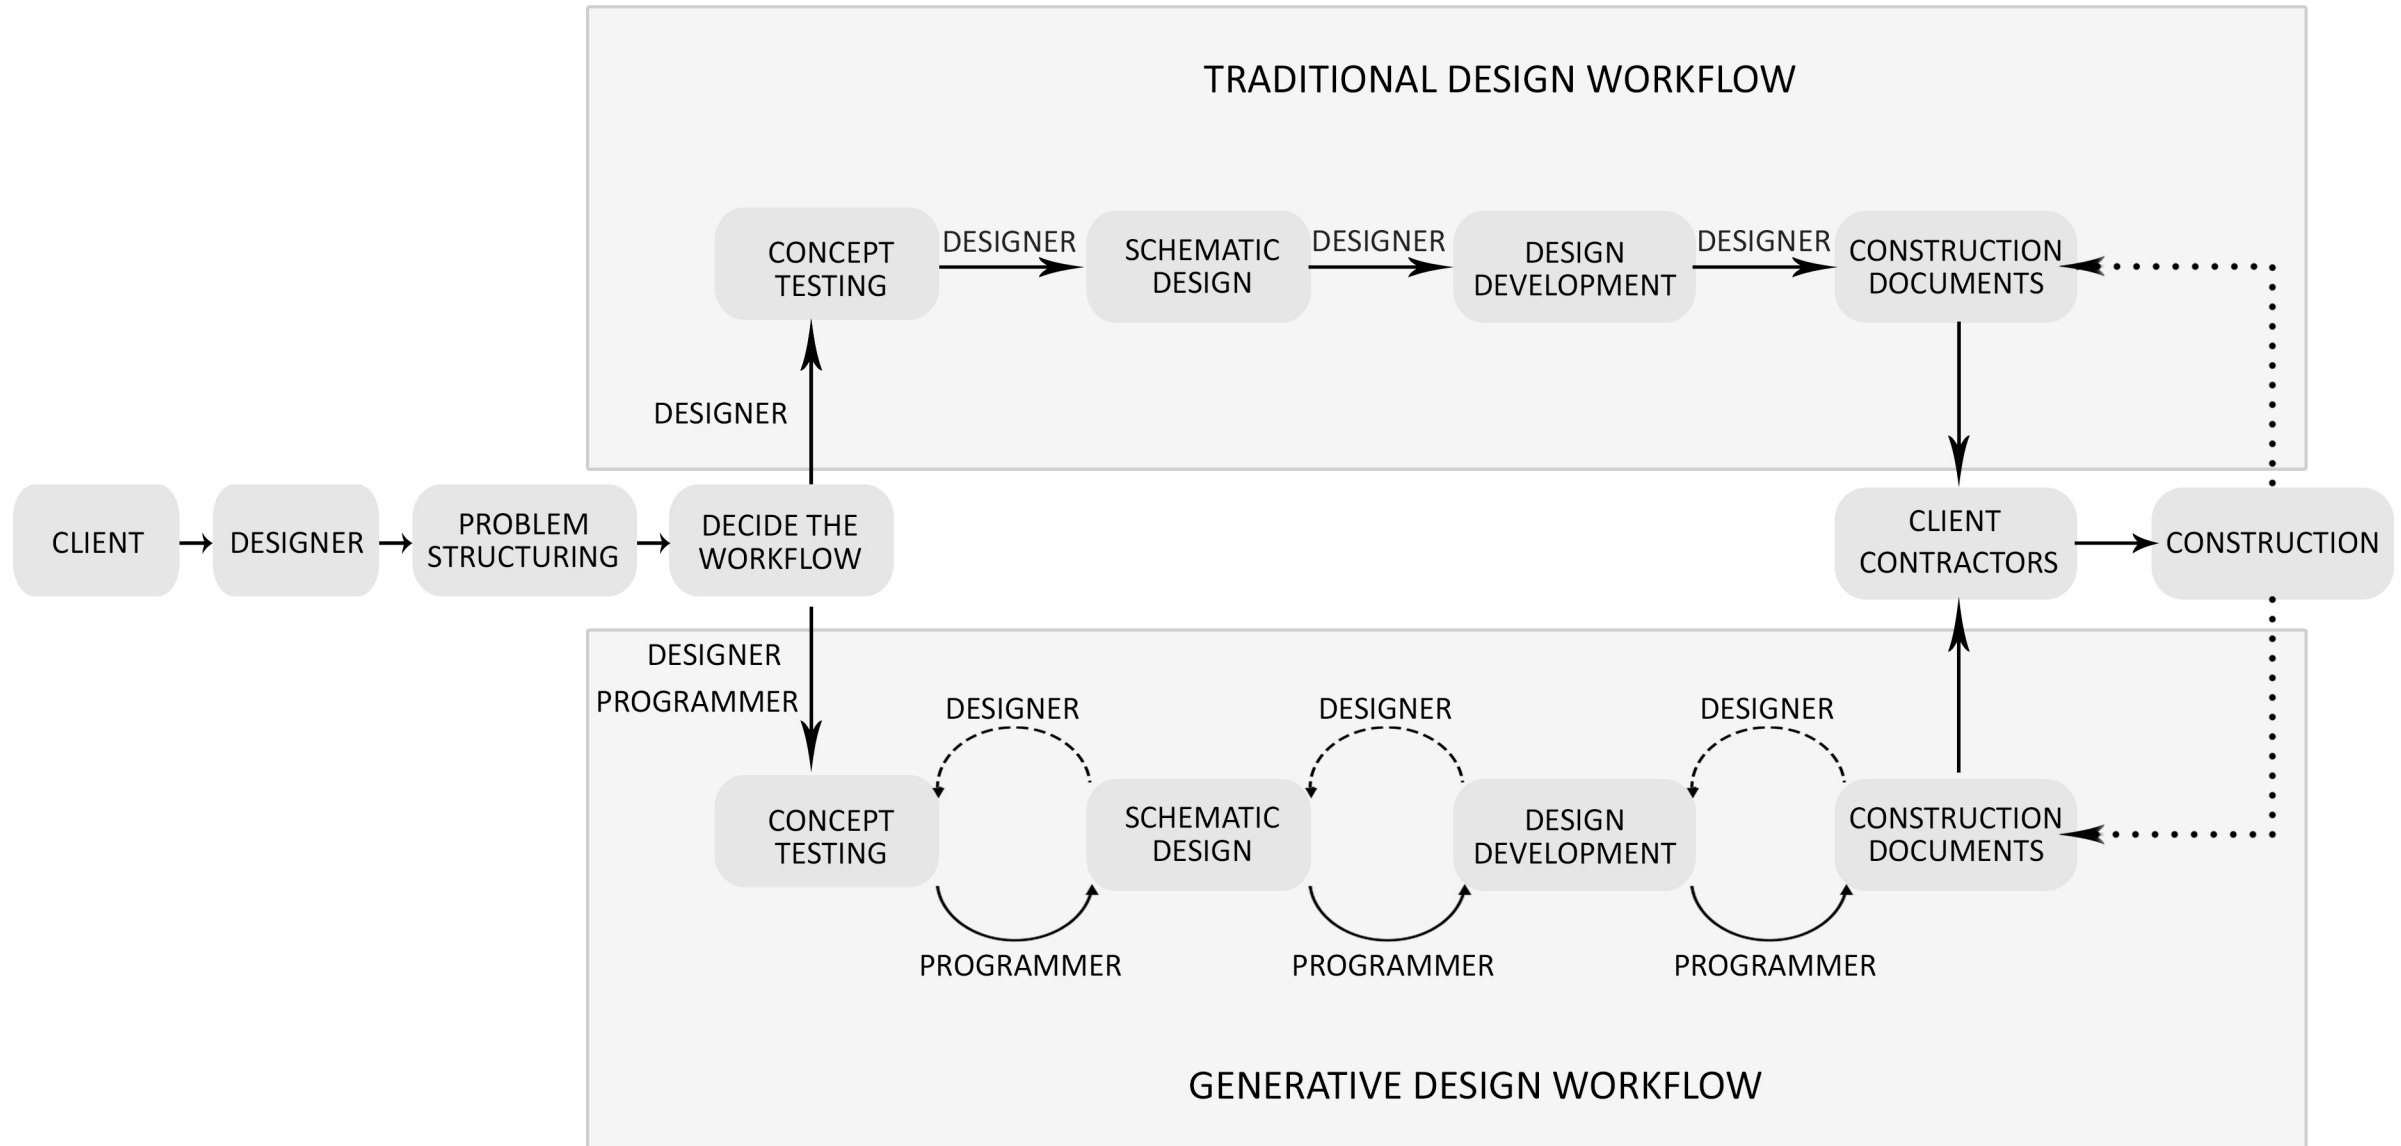 TRADITIONAL DESIGN WORKFLOW
CONCEPT
TESTING
DESIGNER
SCHEMATIC
DESIGN
DESIGNER
DESIGN
DEVELOPMENT
DESIGNER
CONSTRUCTION
DOCUMENTS
DESIGNER
CLIENT
DESIGNER
PROBLEM
STRUCTURING
DECIDE THE
WORKFLOW
CLIENT
CONTRACTORS
CONSTRUCTION
DESIGNER
PROGRAMMER
DESIGNER
DESIGNER
DESIGNER
CONCEPT
TESTING
SCHEMATIC
DESIGN
DESIGN
DEVELOPMENT
CONSTRUCTION
DOCUMENTS
PROGRAMMER
PROGRAMMER
PROGRAMMER
GENERATIVE DESIGN WORKFLOW